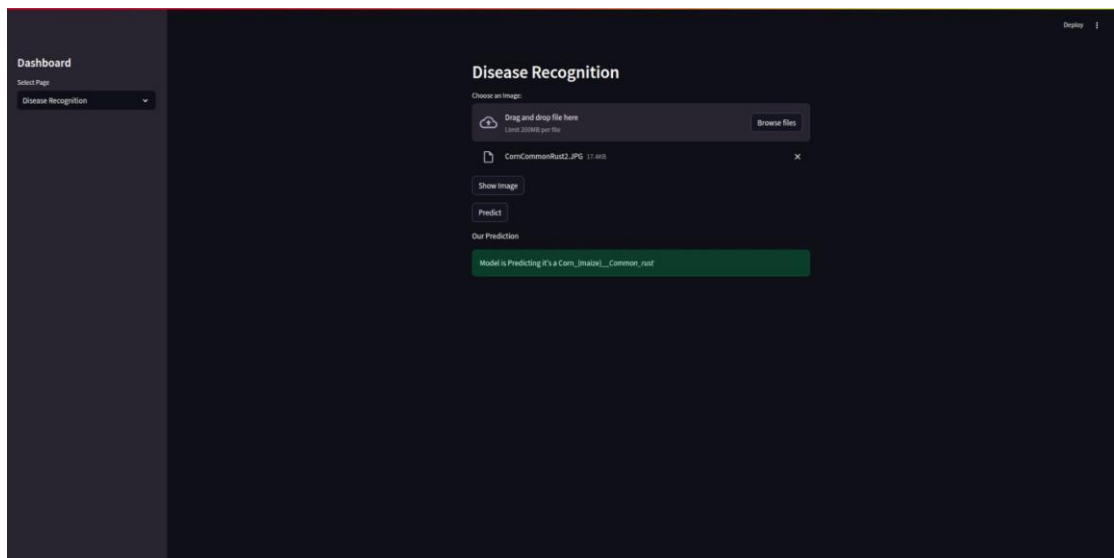 Deploy
Dashboard
Select Page
Disease Recognition
Disease Recognition
Choose an Image:
Drag and drop file here
Limit 200MB per file
Browse files
CornCommonRust2.JPG 17.4KB
Show Image
Predict
Our Prediction
Model is Predicting it's a Corn_(maize)__Common_rust